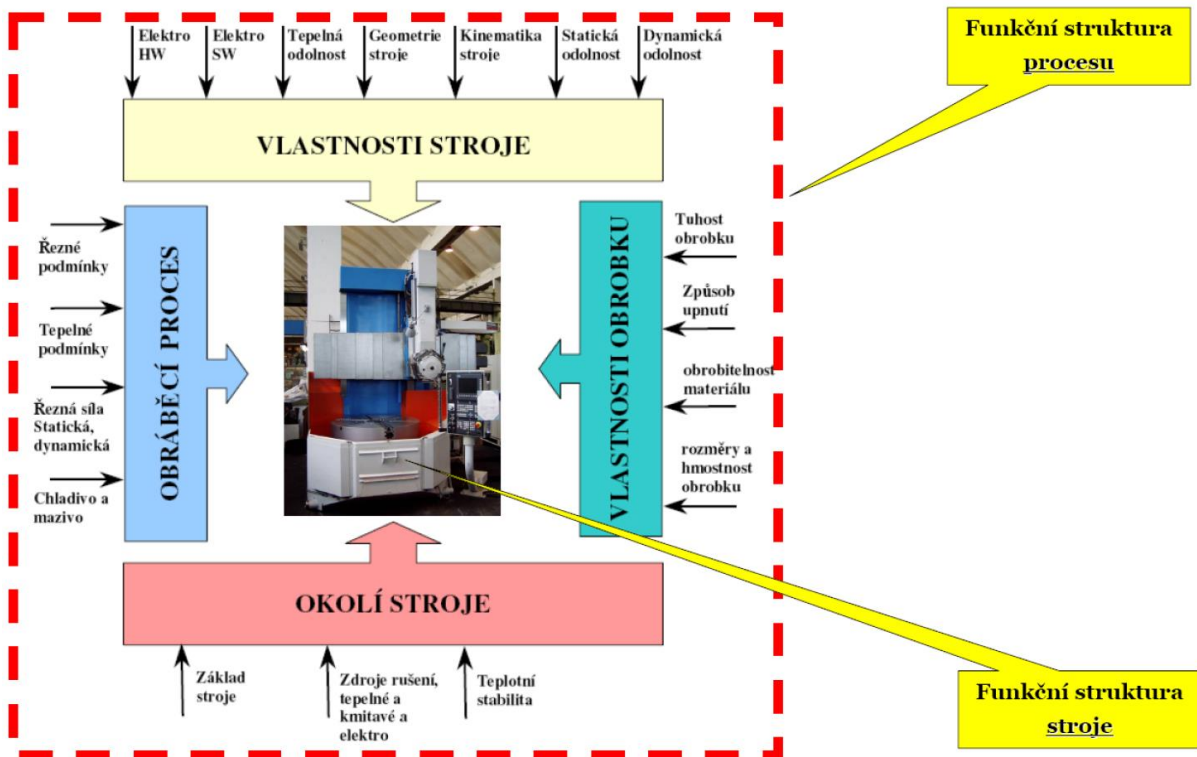 Elektro
HW
Elektro
SW
Tepelná
odolnost
Geometrie
stroje
Kinematika
stroje
Statická
odolnost
Dynamická
odolnost
Funkční struktura
procesu
VLASTNOSTI STROJE
OBRÁBĚCÍ PROCES
Řezné
podmínky
Tepelné
podmínky
Řezná síla
Statická,
dynamická
Chladivo a
mazivo
VLASTNOSTI OBROBKU
Tuhost
obrobku
Způsob
upnutí
obrobitelnost
materiálu
rozměry a
hmostnost
obrobku
OKOLÍ STROJE
Základ
stroje
Zdroje rušení,
tepelné a
kmitavé a
elektro
Teplotní
stabilita
Funkční struktura
stroje